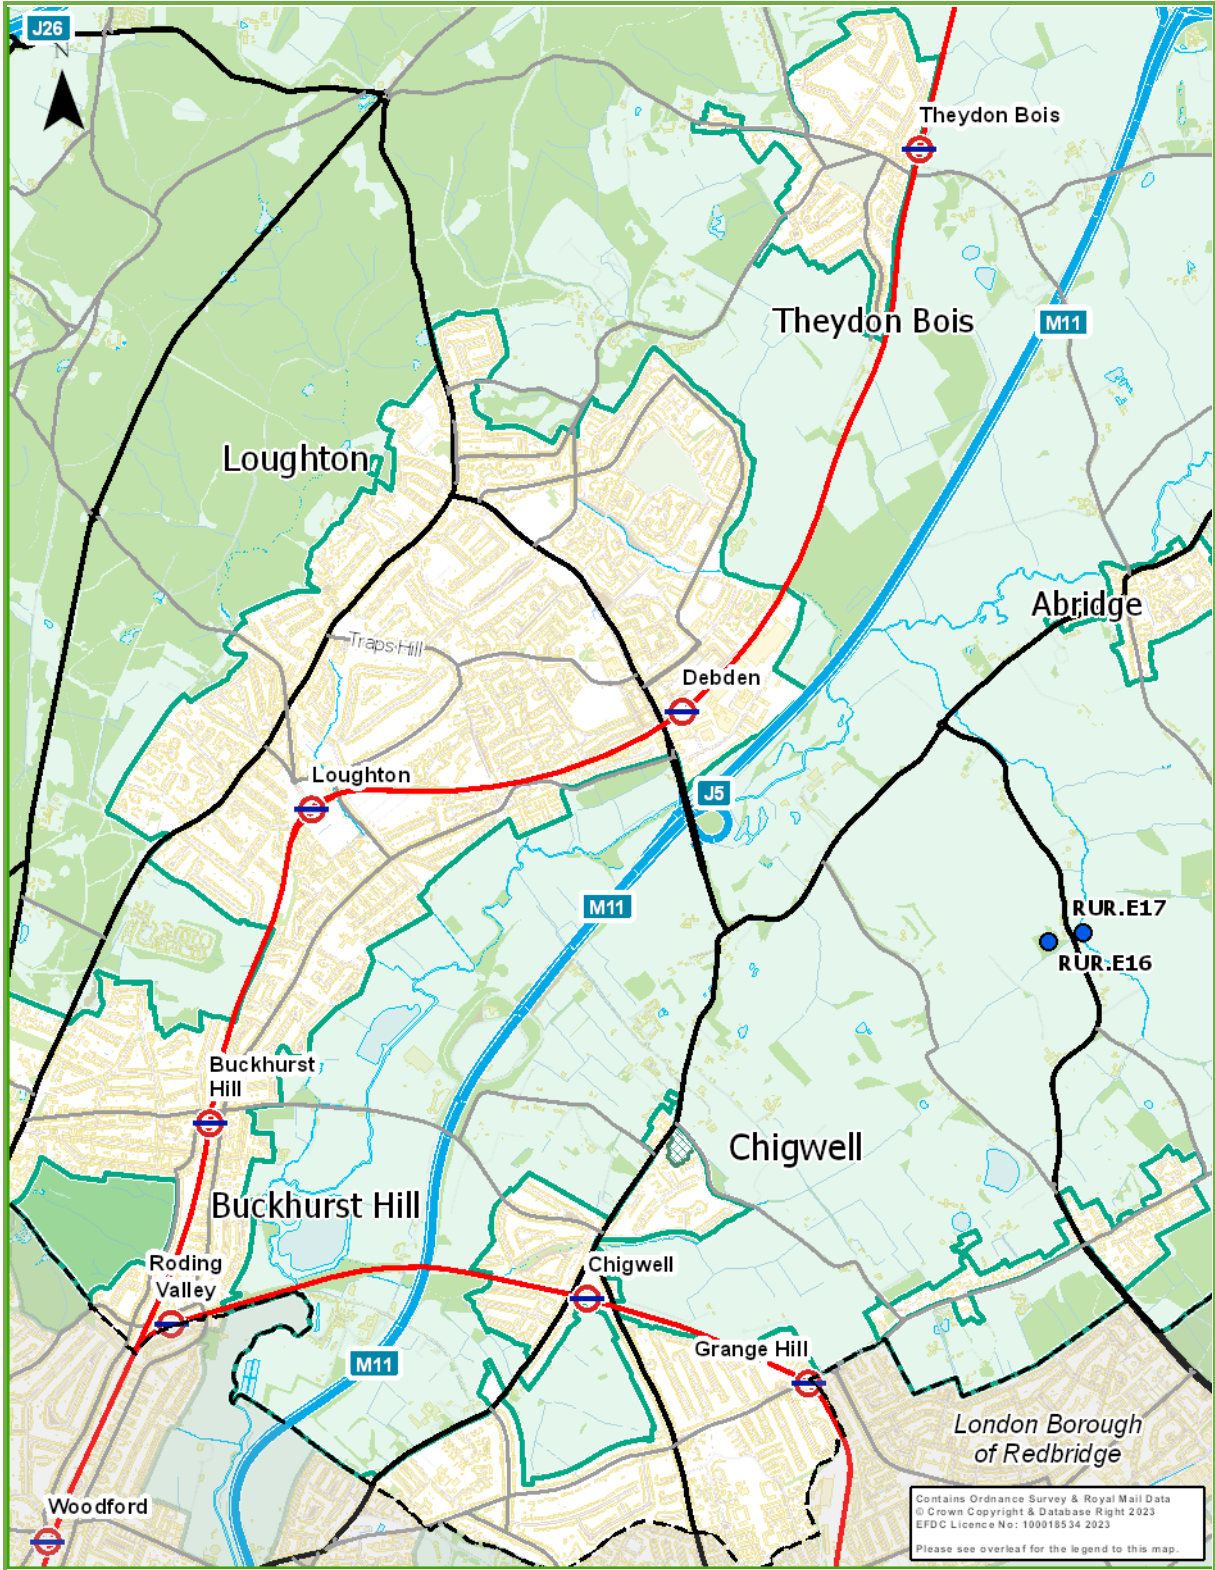 J26
N
Theydon Bois
Theydon Bois
M11
Loughton
Abridge
Traps Hill
Debden
Loughton
J5
M11
RUR.E17
RUR.E16
Buckhurst
Hill
Chigwell
Buckhurst Hill
Roding
Valley
Chigwell
Grange Hill
M11
London Borough
of Redbridge
Woodford
Contains Ordnance Survey & Royal Mail Data
© Crown Copyright & Database Right 2023
EFDC Licence No: 100018534 2023
Please see overleaf for the legend to this map.